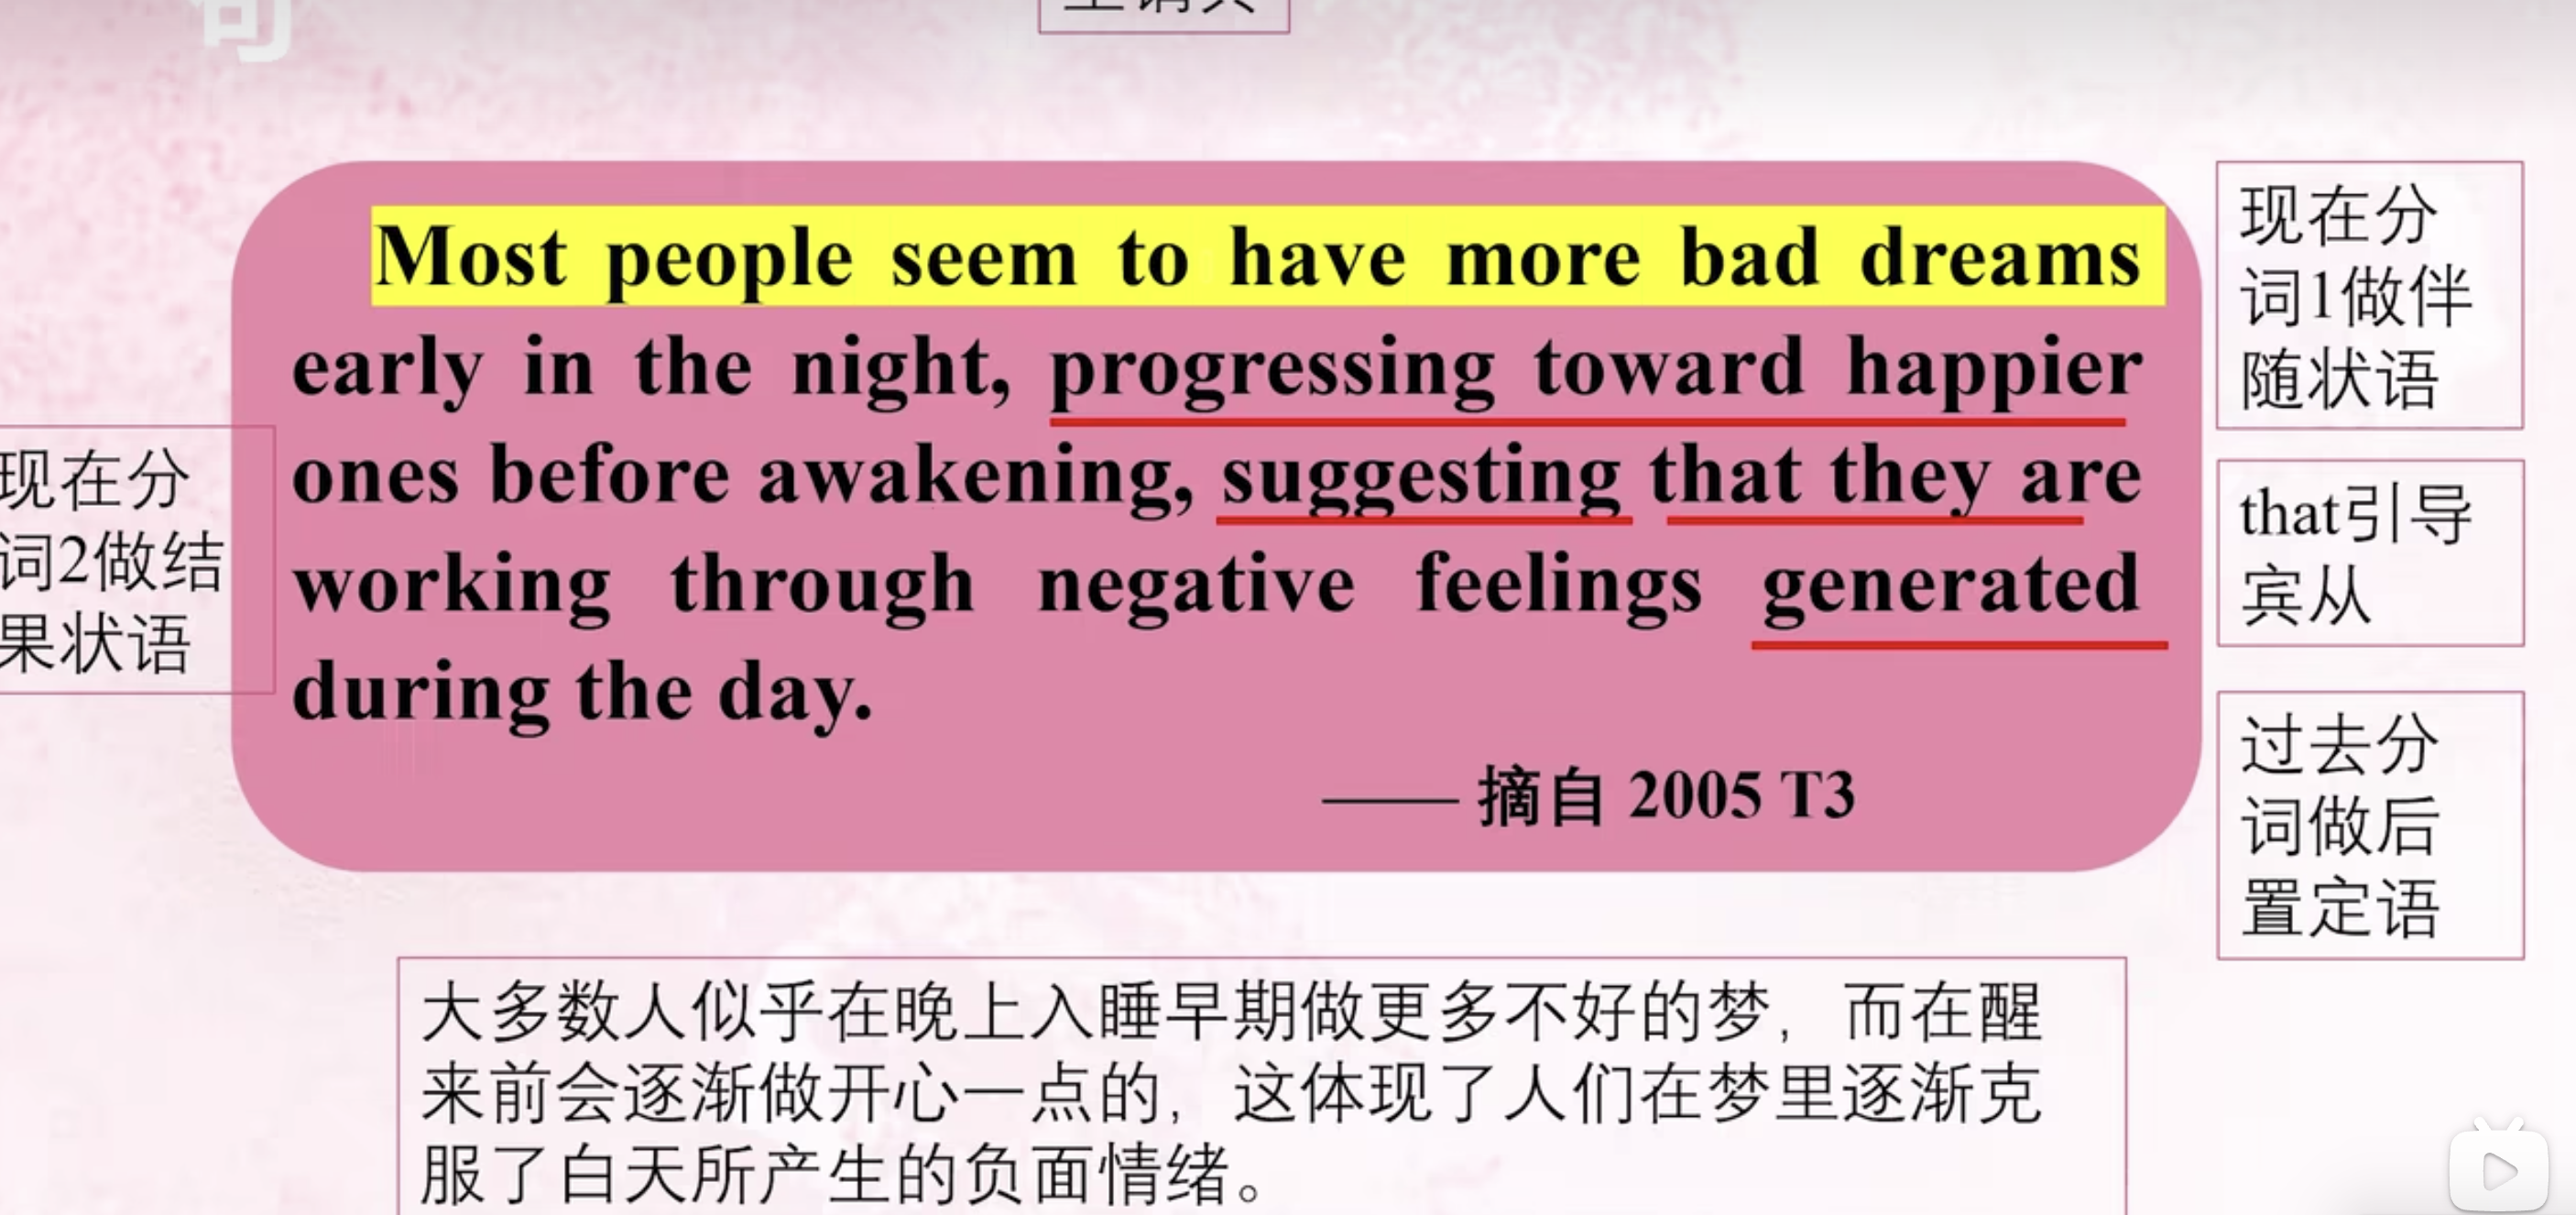 句
主谓宾
Most people seem to have more bad dreams
early in the night, progressing toward happier
ones before awakening, suggesting that they are
working through negative feelings generated
during the day.
—— 摘自 2005 T3
现在分
词1做伴
随状语
that引导
宾从
过去分
词做后
置定语
现在分
词2做结
果状语
大多数人似乎在晚上入睡早期做更多不好的梦，而在醒
来前会逐渐做开心一点的，这体现了人们在梦里逐渐克
服了白天所产生的负面情绪。